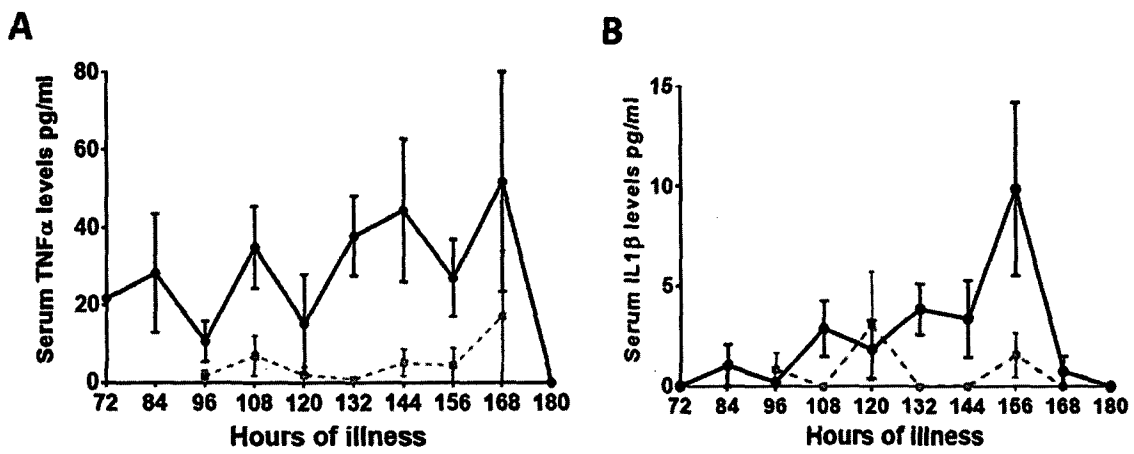 A
Serum TNFα levels pg/ml
80
60
40
20
0
72 84 96 108 120 132 144 156 168 180
Hours of illness
B
Serum IL1β levels pg/ml
15
10
5
0
72 84 96 108 120 132 144 156 168 180
Hours of illness